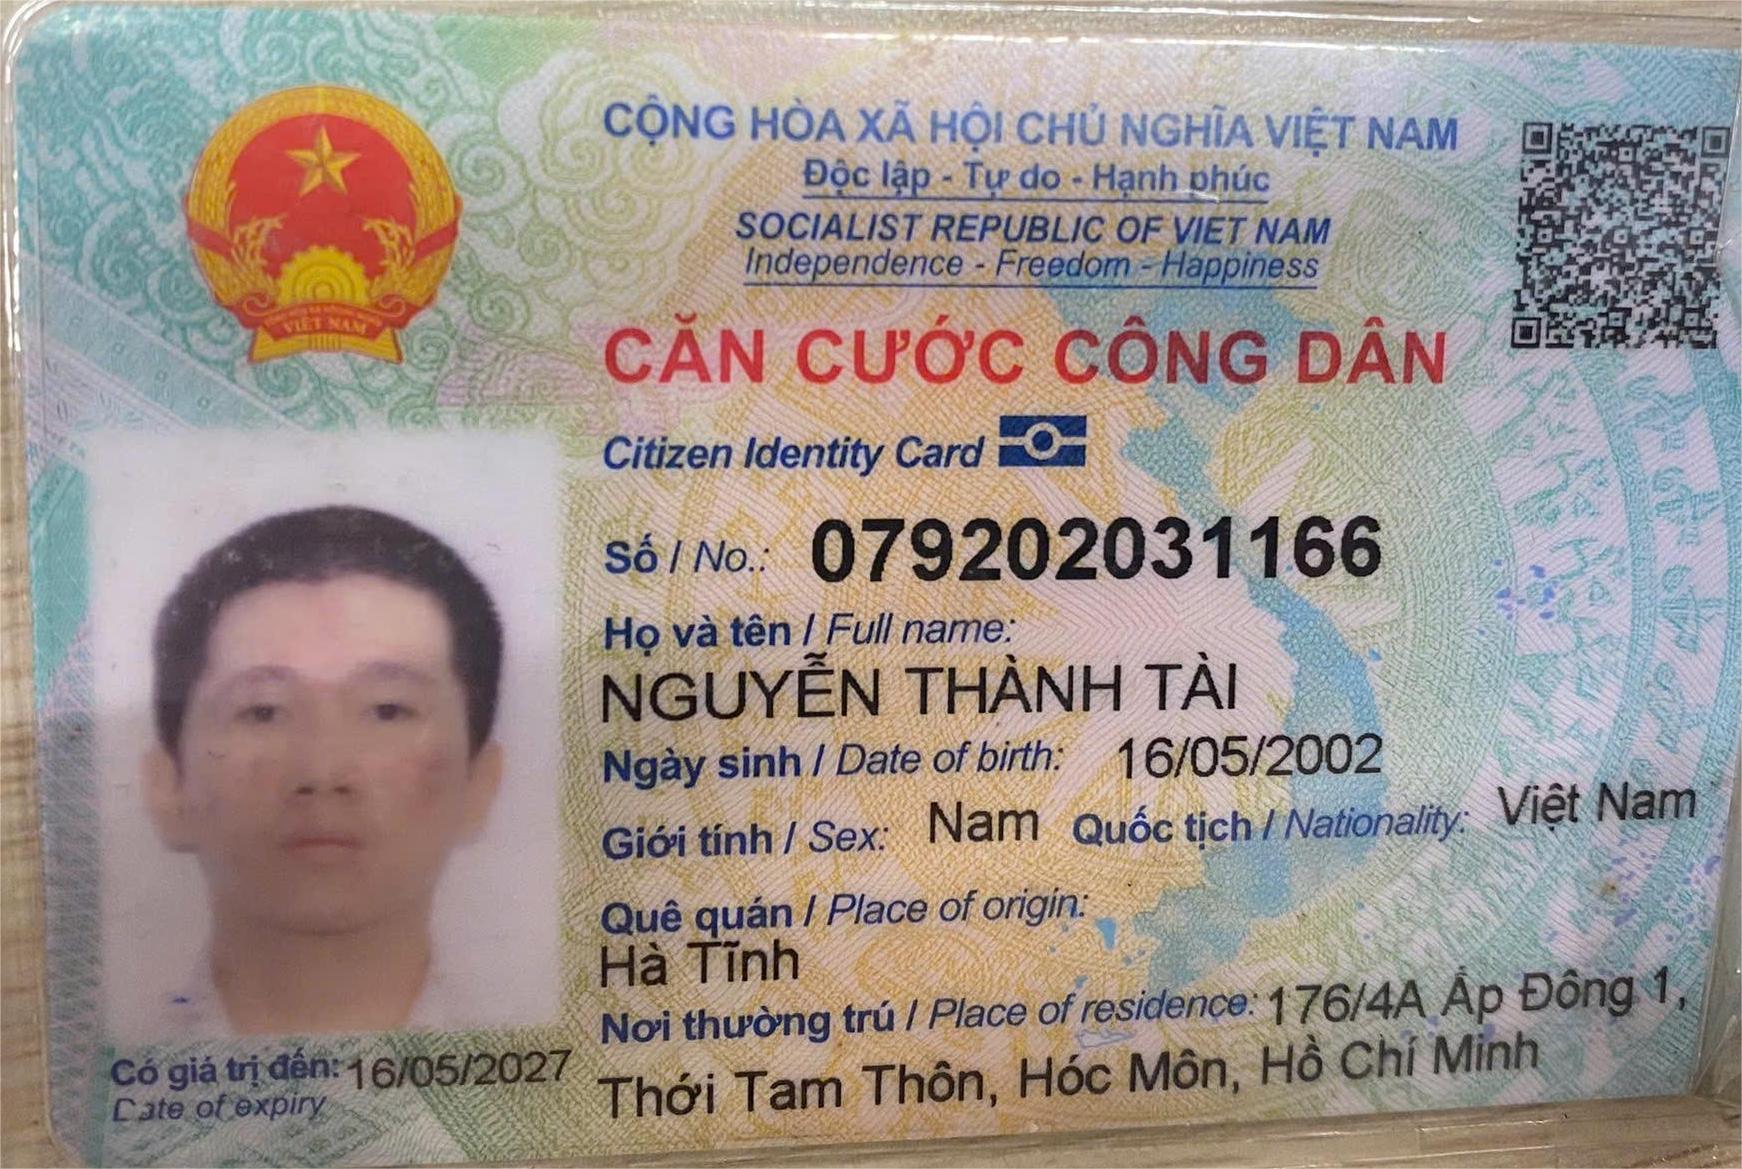 CỘNG HÒA XÃ HỘI CHỦ NGHĨA VIỆT NAM
Độc lập - Tự do - Hạnh phúc
SOCIALIST REPUBLIC OF VIET NAM
Independence - Freedom - Happiness
VIỆT NAM
CĂN CƯỚC CÔNG DÂN
Citizen Identity Card
Số / No.: 079202031166
Họ và tên / Full name:
NGUYỄN THÀNH TÀI
Ngày sinh / Date of birth: 16/05/2002
Giới tính / Sex: Nam Quốc tịch / Nationality: Việt Nam
Quê quán / Place of origin:
Hà Tĩnh
Nơi thường trú / Place of residence: 176/4A Ấp Đông 1,
Thới Tam Thôn, Hóc Môn, Hồ Chí Minh
Có giá trị đến: 16/05/2027
Date of expiry